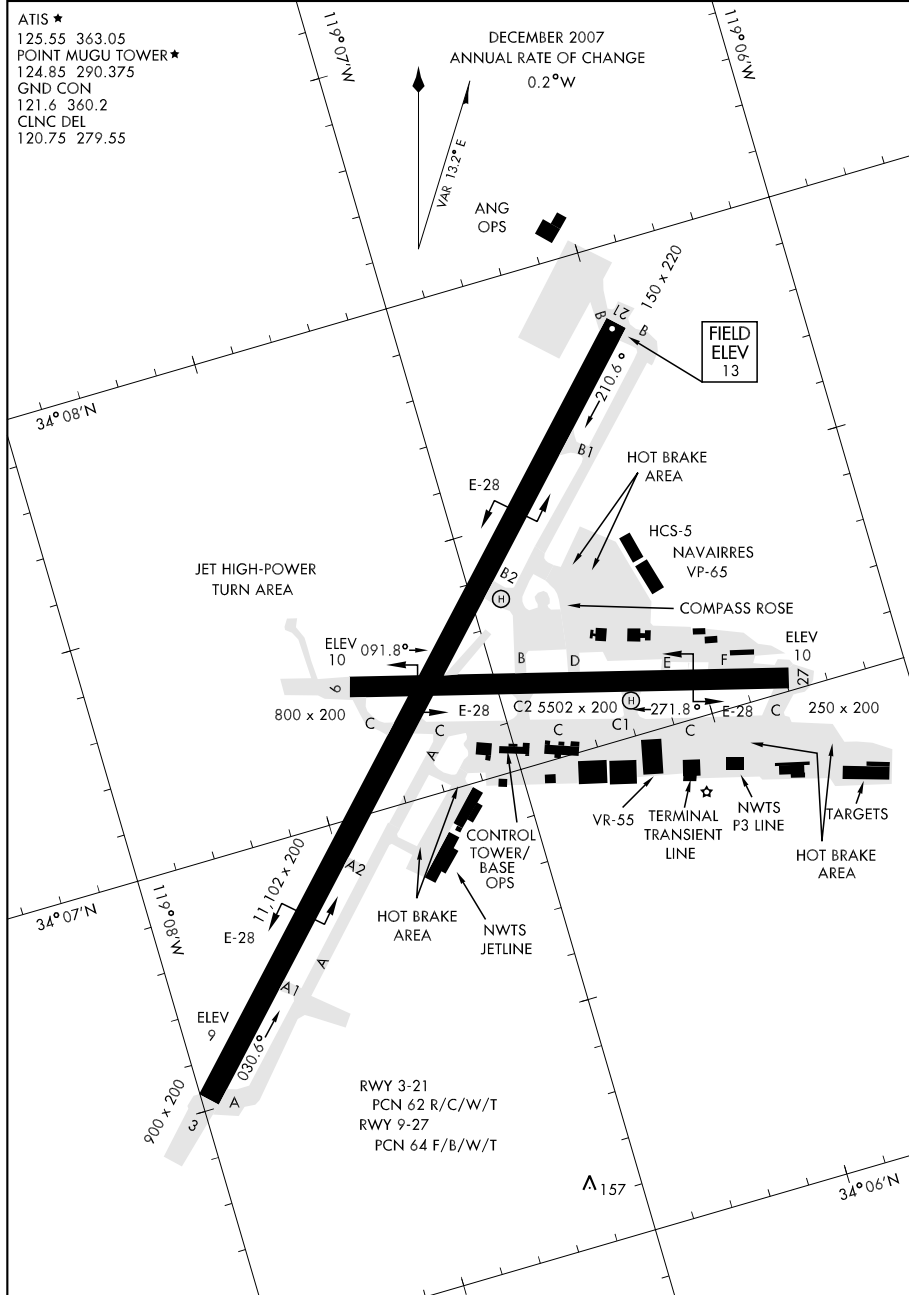 ATIS ★
125.55 363.05
POINT MUGU TOWER ★
124.85 290.375
GND CON
121.6 360.2
CLNC DEL
120.75 279.55
119° 07'W
119° 06'W
DECEMBER 2007
ANNUAL RATE OF CHANGE
0.2° W
VAR 13.2° E
ANG
OPS
150 x 220
21
B
B
FIELD
ELEV
13
210.6°
34° 08'N
B1
HOT BRAKE
AREA
E-28
HCS-5
NAVAIRRES
VP-65
JET HIGH-POWER
TURN AREA
B2
H
COMPASS ROSE
ELEV
10
091.8°
ELEV
10
B
D
E
F
9
27
800 x 200
C
E-28
C2
5502 x 200
H
271.8°
E-28
C
250 x 200
C
C
C1
C
A
VR-55
TERMINAL
TRANSIENT
LINE
NWTS
P3 LINE
TARGETS
CONTROL
TOWER/
BASE
OPS
HOT BRAKE
AREA
11,102 x 200
A2
34° 07'N
119° 08'W
E-28
HOT BRAKE
AREA
NWTS
JETLINE
A
A1
ELEV
9
030.6°
900 x 200
A
3
RWY 3-21
PCN 62 R/C/W/T
RWY 9-27
PCN 64 F/B/W/T
157
34° 06'N